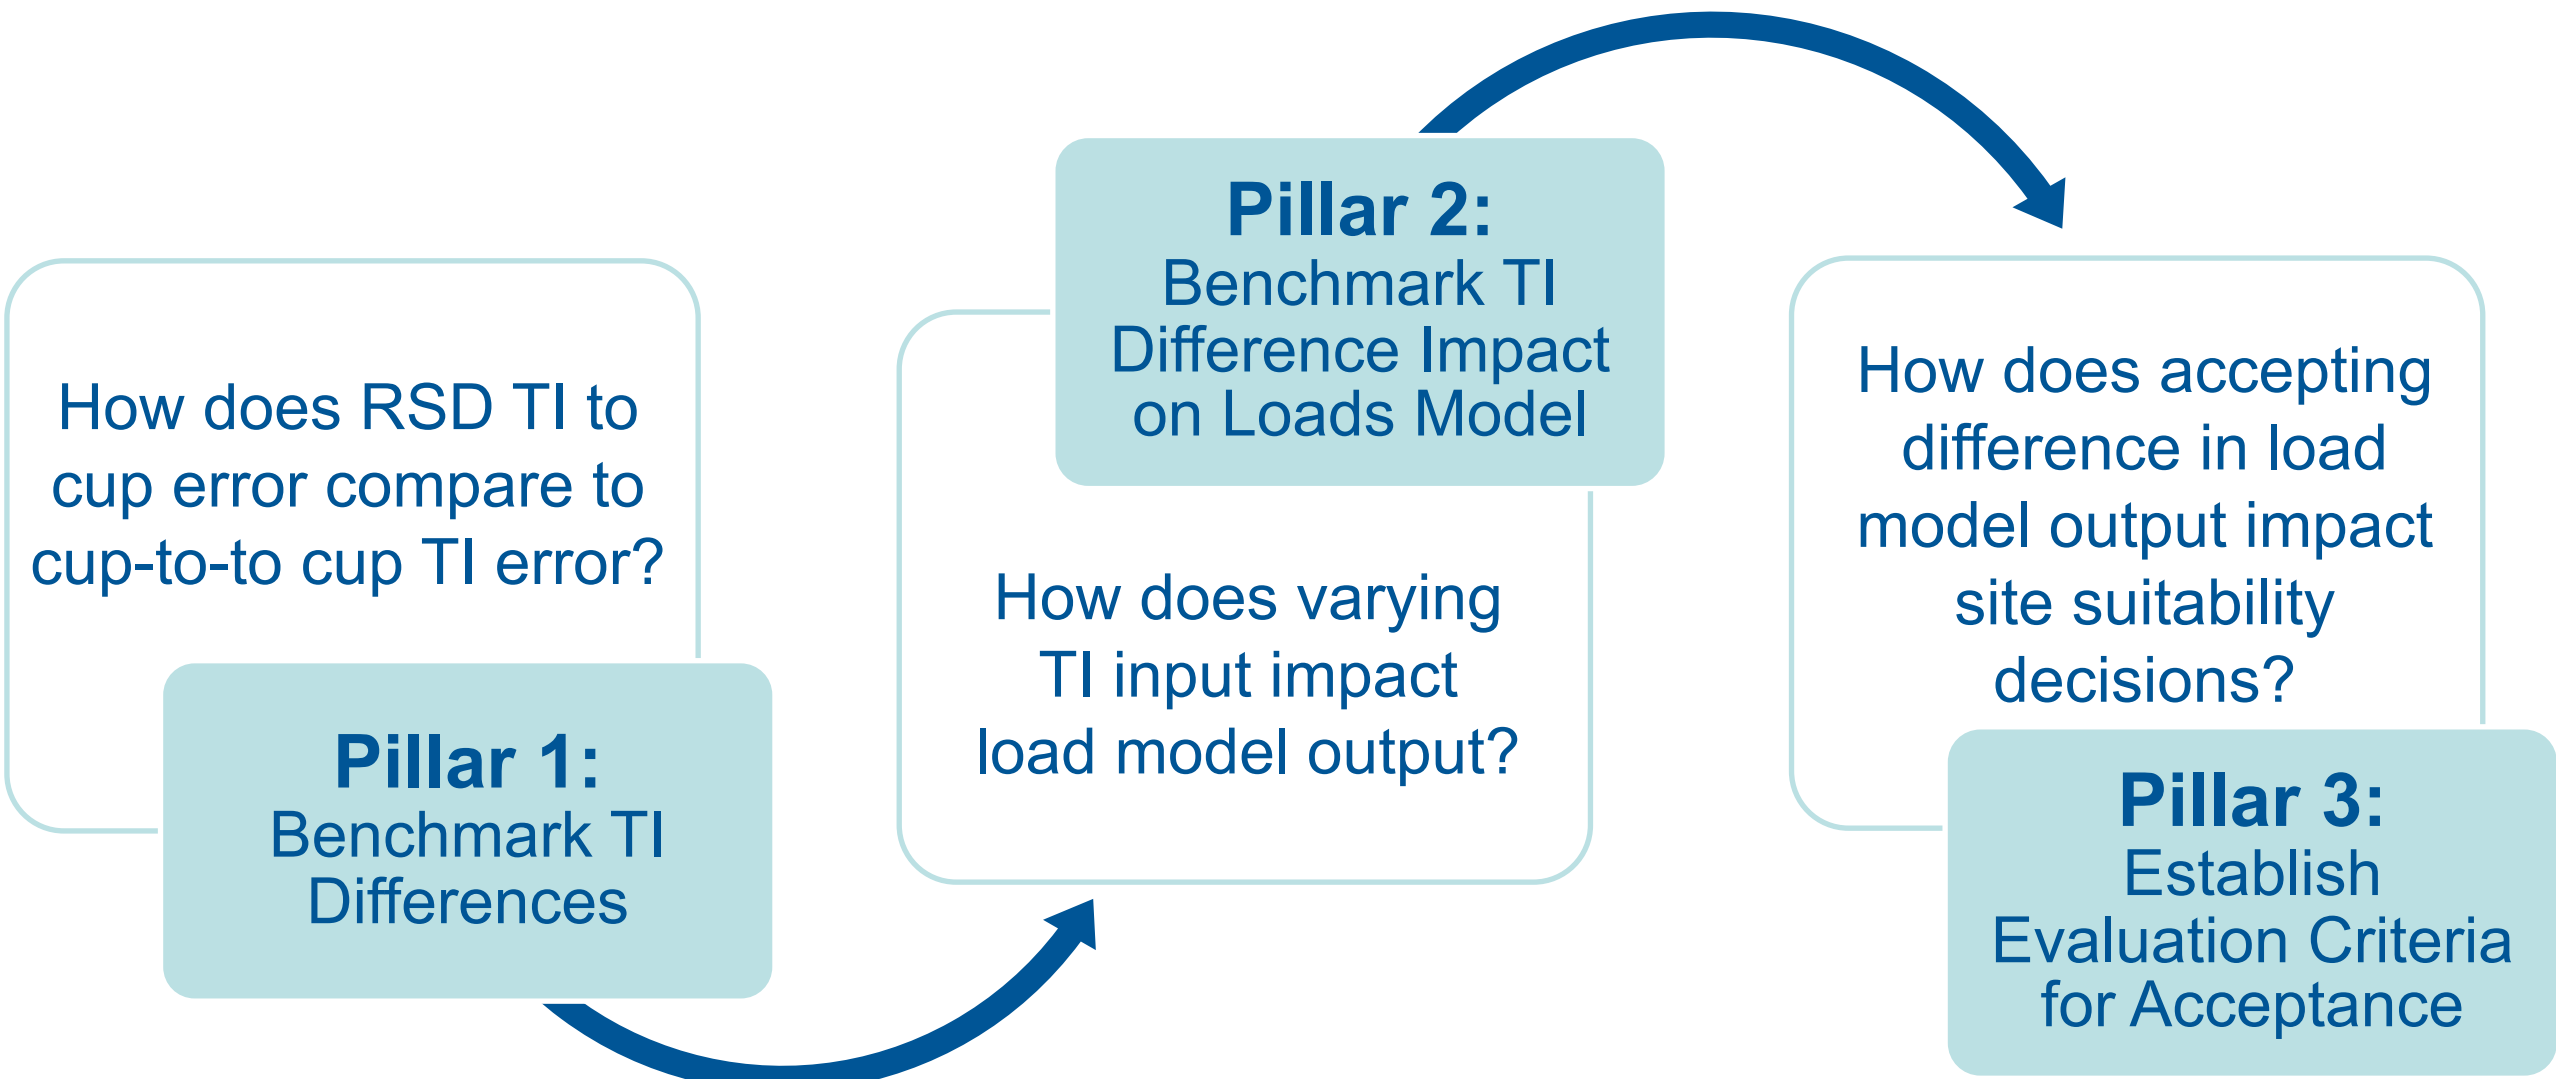 How does RSD TI to
cup error compare to
cup-to-to cup TI error?
Pillar 1:
Benchmark TI
Differences
Pillar 2:
Benchmark TI
Difference Impact
on Loads Model
How does varying
TI input impact
load model output?
How does accepting
difference in load
model output impact
site suitability
decisions?
Pillar 3:
Establish
Evaluation Criteria
for Acceptance